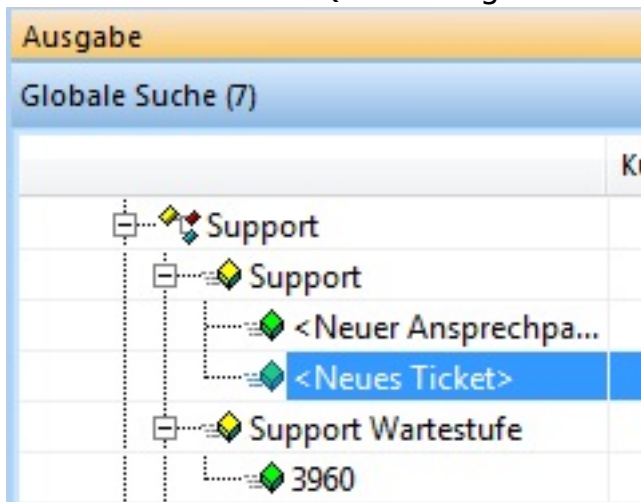 Ausgabe
Globale Suche (7)
Support
Support
<Neuer Ansprechpa...
<Neues Ticket>
Support Wartestufe
3960